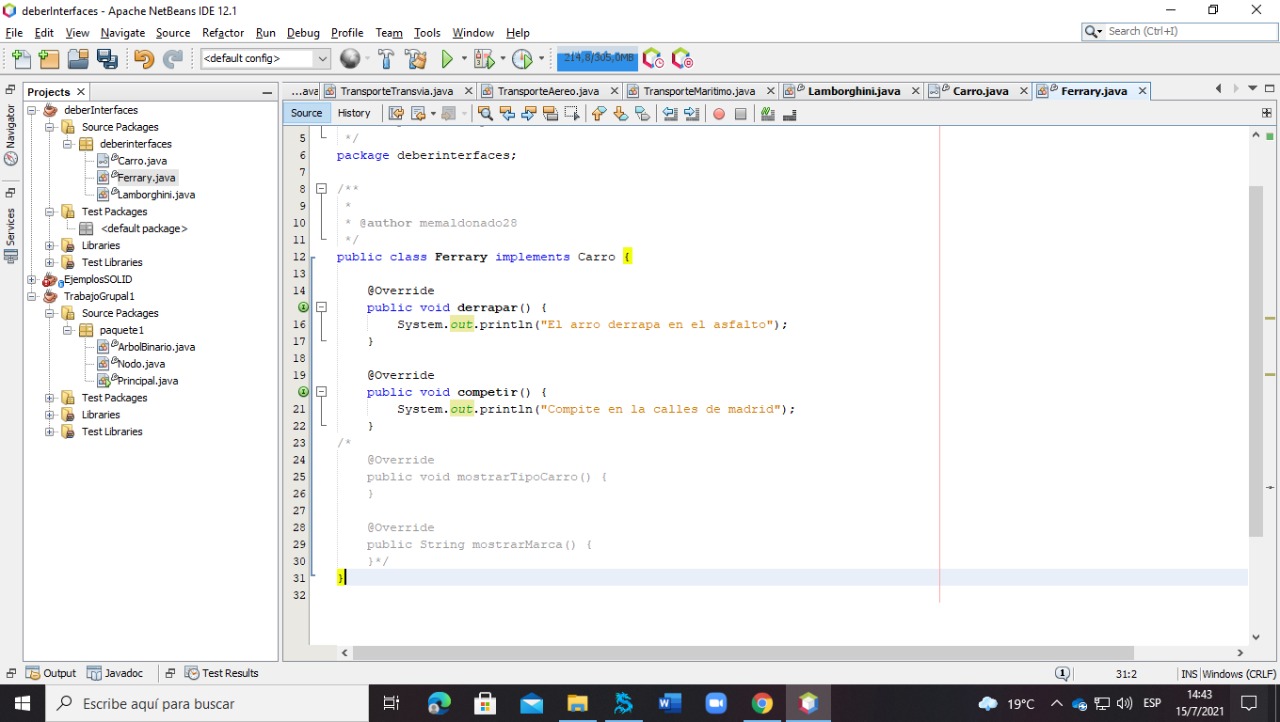 deberInterfaces - Apache NetBeans IDE 12.1
File Edit View Navigate Source Refactor Run Debug Profile Team Tools Window Help
Search (Ctrl+I)
<default config>
214,8/305,0MB
Projects
...ava TransporteTransvia.java TransporteAereo.java TransporteMaritimo.java Lamborghini.java Carro.java Ferrary.java
Source History
Navigator
Services
deberInterfaces
Source Packages
deberinterfaces
Carro.java
Ferrary.java
Lamborghini.java
Test Packages
<default package>
Libraries
Test Libraries
EjemplosSOLID
TrabajoGrupal1
Source Packages
paquete1
ArbolBinario.java
Nodo.java
Principal.java
Test Packages
Libraries
Test Libraries
5 */
6 package deberinterfaces;
7
8 /**
9 *
10 * @author memaldonado28
11 */
12 public class Ferrary implements Carro {
13
14 @Override
public void derrapar() {
16 System.out.println("El arro derrapa en el asfalto");
17 }
18
19 @Override
public void competir() {
21 System.out.println("Compite en la calles de madrid");
22 }
23 /*
24 @Override
25 public void mostrarTipoCarro() {
26 }
27
28 @Override
29 public String mostrarMarca() {
30 }*/
31 }
32
Output Javadoc Test Results
1 31:2 INS Windows (CRLF)
Escribe aquí para buscar
19°C ESP 14:43
15/7/2021